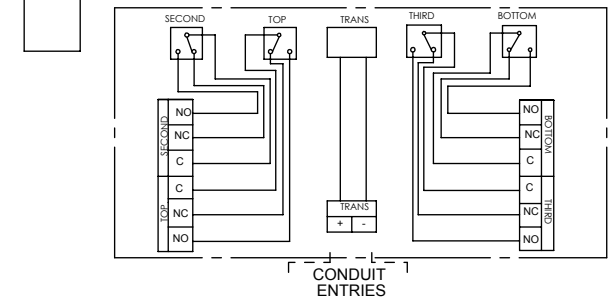 SECOND TOP TRANS THIRD BOTTOM
SECOND
NO
NC
C
TOP
C
NC
NO
TRANS
+ -
BOTTOM
NO
NC
C
THIRD
C
NC
NO
CONDUIT
ENTRIES